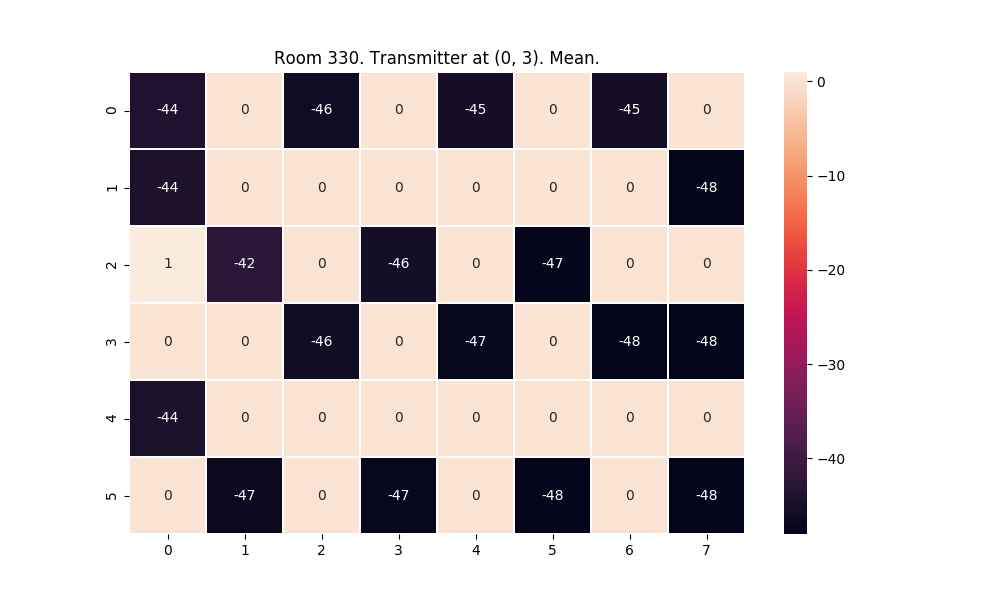 Room 330. Transmitter at (0, 3). Mean.
0 -44 0 -46 0 -45 0 -45 0
1 -44 0 0 0 0 0 0 -48
2 1 -42 0 -46 0 -47 0 0
3 0 0 -46 0 -47 0 -48 -48
4 -44 0 0 0 0 0 0 0
5 0 -47 0 -47 0 -48 0 -48
0 1 2 3 4 5 6 7
0
−10
−20
−30
−40